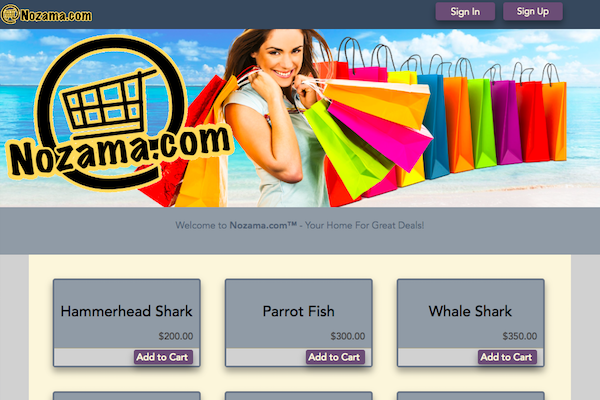 Nozama.com
Sign In
Sign Up
Nozama.com
Welcome to Nozama.com™ - Your Home For Great Deals!
Hammerhead Shark
$200.00
Add to Cart
Parrot Fish
$300.00
Add to Cart
Whale Shark
$350.00
Add to Cart